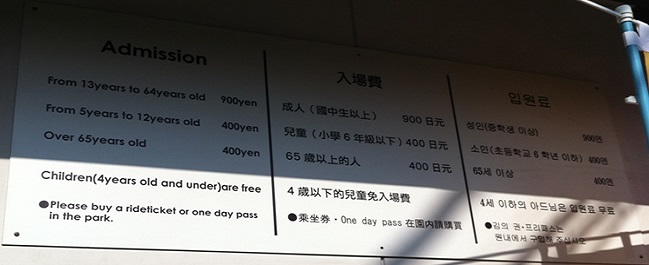 Admission
From 13years to 64years old 900yen
From 5years to 12years old 400yen
Over 65years old 400yen
Children(4years old and under)are free
●Please buy a rideticket or one day pass
in the park.
入場費
成人（國中生以上） 900 日元
兒童（小學 6 年級以下）400 日元
65 歲以上的人 400 日元
4 歲以下的兒童免入場費
●乘坐券・One day pass 在園内請購買
입원료
성인(중학생 이상) 900엔
소인(초등학교 6 학년 이하) 400엔
65세 이상 400엔
4세 이하의 아드님은 입원료 무료
원내에서 구입해 주십시오